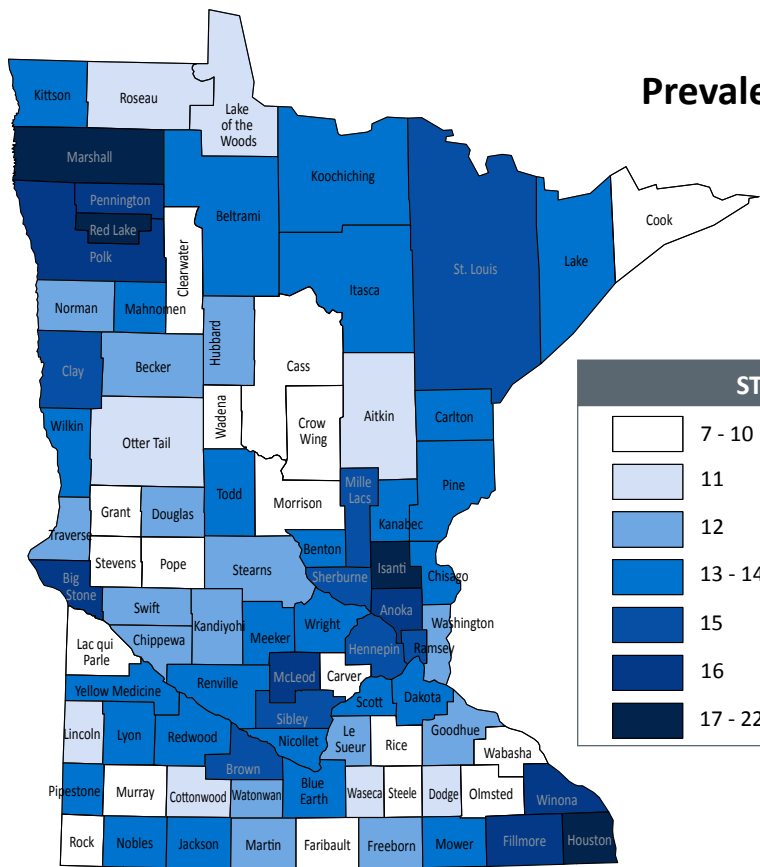 Prevale
Kittson
Roseau
Lake
of the
Woods
Marshall
Koochiching
Pennington
Beltrami
Cook
Red Lake
Polk
Clearwater
St. Louis
Lake
Itasca
Norman
Mahnomen
Hubbard
Becker
Clay
Cass
Wadena
Crow
Wing
Aitkin
Carlton
Wilkin
Otter Tail
Todd
Mille
Lacs
Pine
Morrison
Grant
Douglas
Kanabec
Traverse
Benton
Stevens
Pope
Stearns
Isanti
Big
Stone
Sherburne
Chisago
Swift
Anoka
Kandiyohi
Wright
Washington
Lac qui
Parle
Chippewa
Meeker
Hennepin
Ramsey
McLeod
Carver
Yellow Medicine
Renville
Scott
Dakota
Sibley
Lincoln
Lyon
Redwood
Nicollet
Le
Sueur
Rice
Goodhue
Wabasha
Brown
Pipestone
Murray
Cottonwood
Watonwan
Blue
Earth
Waseca
Steele
Dodge
Olmsted
Winona
Rock
Nobles
Jackson
Martin
Faribault
Freeborn
Mower
Fillmore
Houston
ST
7 - 10
11
12
13 - 14
15
16
17 - 22